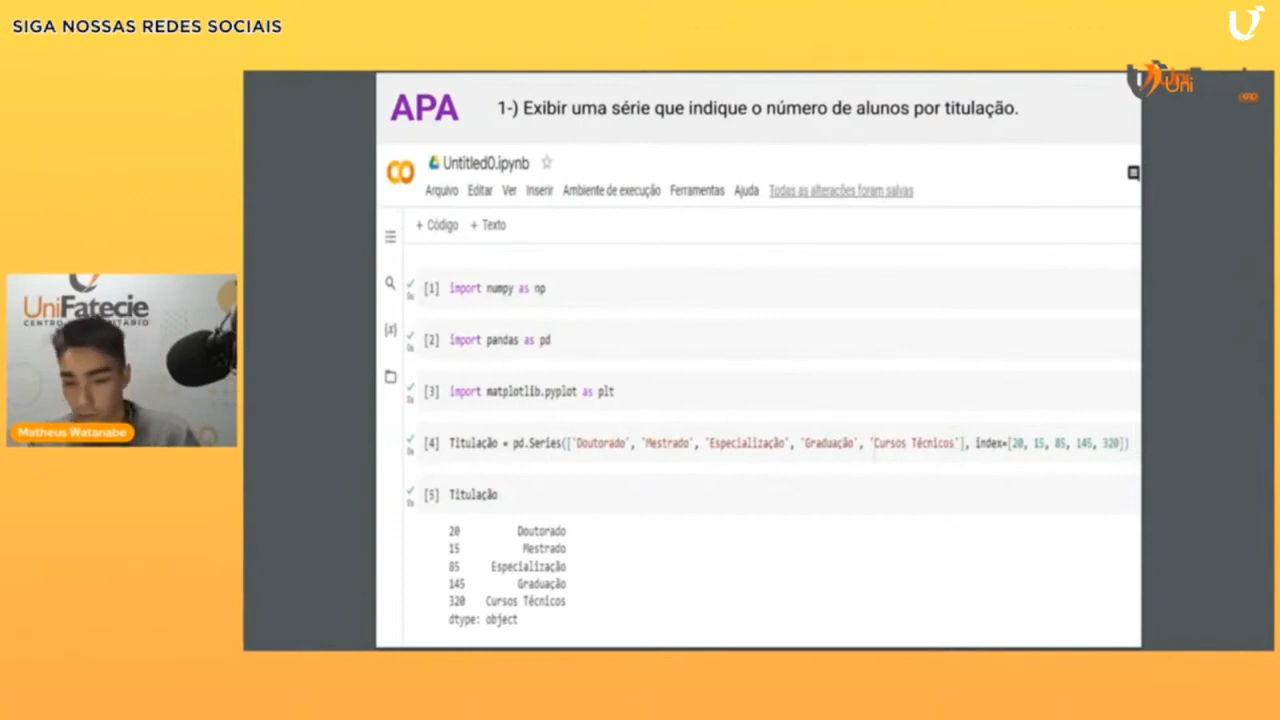 SIGA NOSSAS REDES SOCIAIS
APA
1-) Exibir uma série que indique o número de alunos por titulação.
Untitled0.ipynb
Arquivo Editar Ver Inserir Ambiente de execução Ferramentas Ajuda Todas as alterações foram salvas
+ Código + Texto
[1] import numpy as np
{x}
[2] import pandas as pd
[3] import matplotlib.pyplot as plt
[4] Titulação = pd.Series(['Doutorado', 'Mestrado', 'Especialização', 'Graduação', 'Cursos Técnicos'], index=[20, 15, 85, 145, 320])
[5] Titulação
20 Doutorado
15 Mestrado
85 Especialização
145 Graduação
320 Cursos Técnicos
dtype: object
UniFatecie
Matheus Watanabe